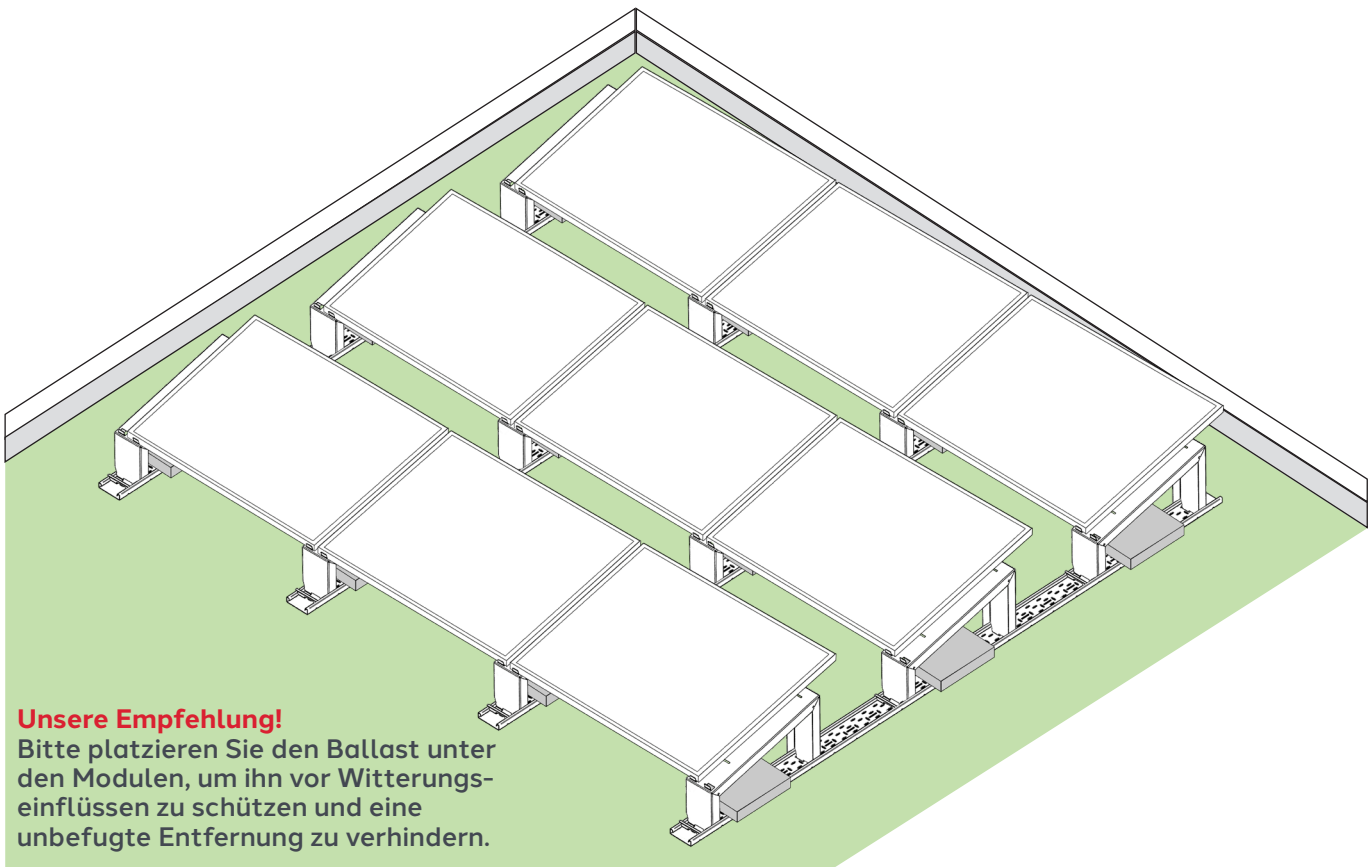 Unsere Empfehlung!
Bitte platzieren Sie den Ballast unter
den Modulen, um ihn vor Witterungs-
einflüssen zu schützen und eine
unbefugte Entfernung zu verhindern.